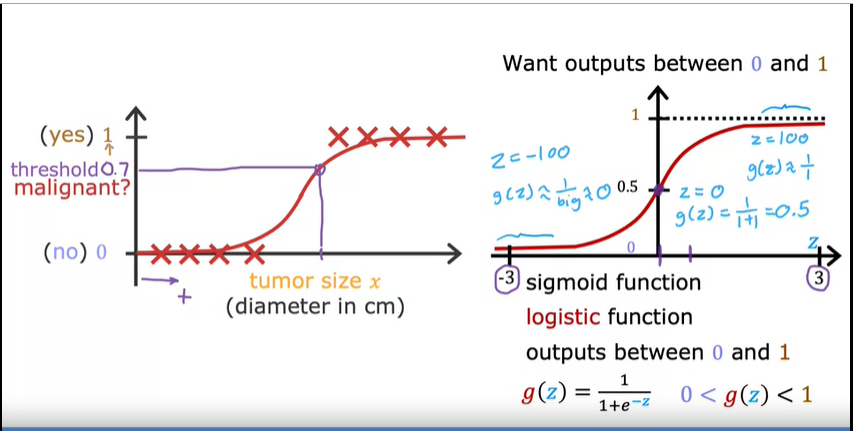 Want outputs between 0 and 1
(yes) 1
threshold 0.7
malignant?
(no) 0
+
tumor size x
(diameter in cm)
1
z=-100
g(z)≈ 1/big ≈0
0.5
0
z=100
g(z)≈ 1/1
z=0
g(z)= 1/1+1 =0.5
z
-3
3
sigmoid function
logistic function
outputs between 0 and 1
g(z) = 1/1+e^-z 0 < g(z) < 1